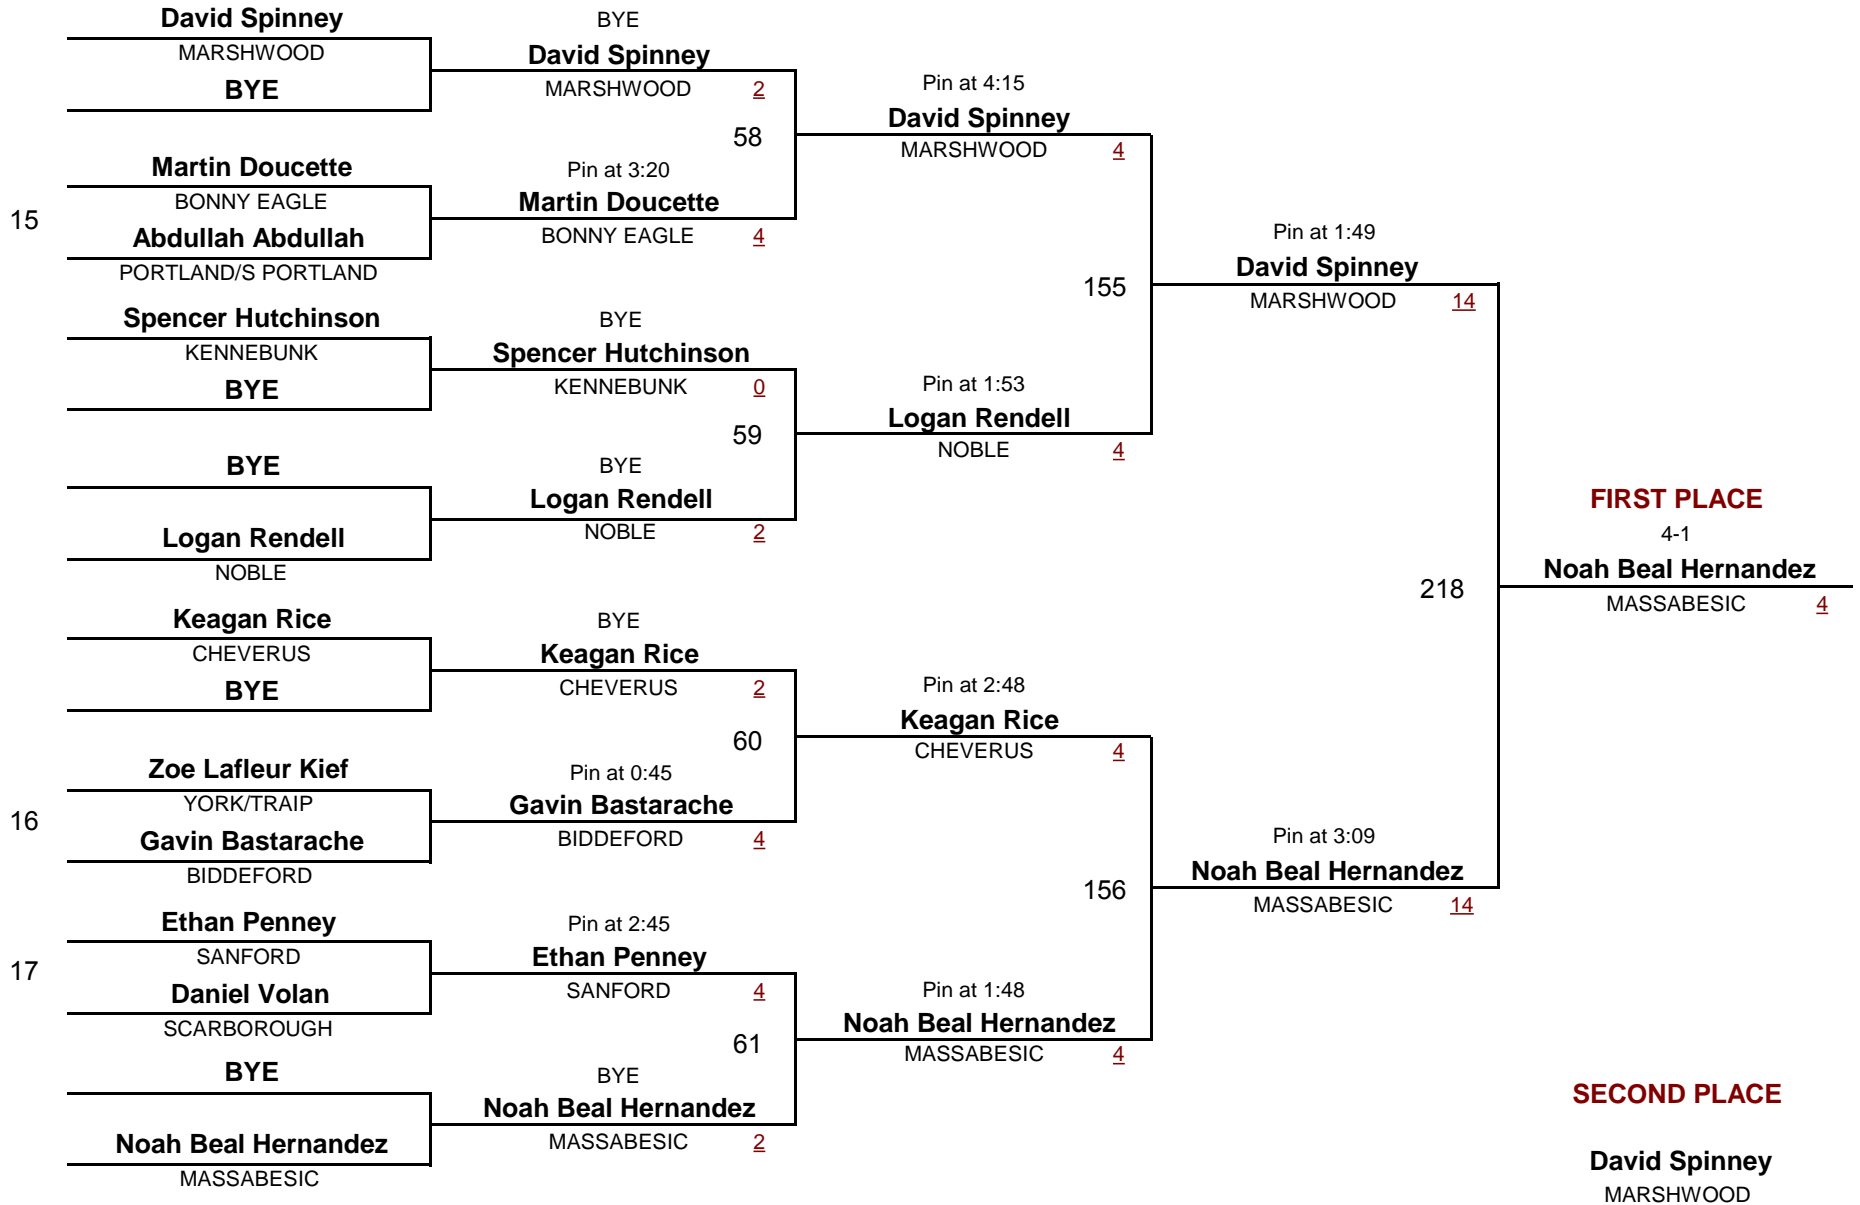 David Spinney
MARSHWOOD
BYE
15
Martin Doucette
BONNY EAGLE
Abdullah Abdullah
PORTLAND/S PORTLAND
Spencer Hutchinson
KENNEBUNK
BYE
BYE
Logan Rendell
NOBLE
Keagan Rice
CHEVERUS
BYE
16
Zoe Lafleur Kief
YORK/TRAIP
Gavin Bastarache
BIDDEFORD
17
Ethan Penney
SANFORD
Daniel Volan
SCARBOROUGH
BYE
Noah Beal Hernandez
MASSABESIC
BYE
David Spinney
MARSHWOOD 2
58
Pin at 3:20
Martin Doucette
BONNY EAGLE 4
BYE
Spencer Hutchinson
KENNEBUNK 0
59
BYE
Logan Rendell
NOBLE 2
BYE
Keagan Rice
CHEVERUS 2
60
Pin at 0:45
Gavin Bastarache
BIDDEFORD 4
Pin at 2:45
Ethan Penney
SANFORD 4
61
BYE
Noah Beal Hernandez
MASSABESIC 2
Pin at 4:15
David Spinney
MARSHWOOD 4
155
Pin at 1:53
Logan Rendell
NOBLE 4
Pin at 2:48
Keagan Rice
CHEVERUS 4
156
Pin at 1:48
Noah Beal Hernandez
MASSABESIC 4
Pin at 1:49
David Spinney
MARSHWOOD 14
218
Pin at 3:09
Noah Beal Hernandez
MASSABESIC 14
FIRST PLACE
4-1
Noah Beal Hernandez
MASSABESIC 4
SECOND PLACE
David Spinney
MARSHWOOD